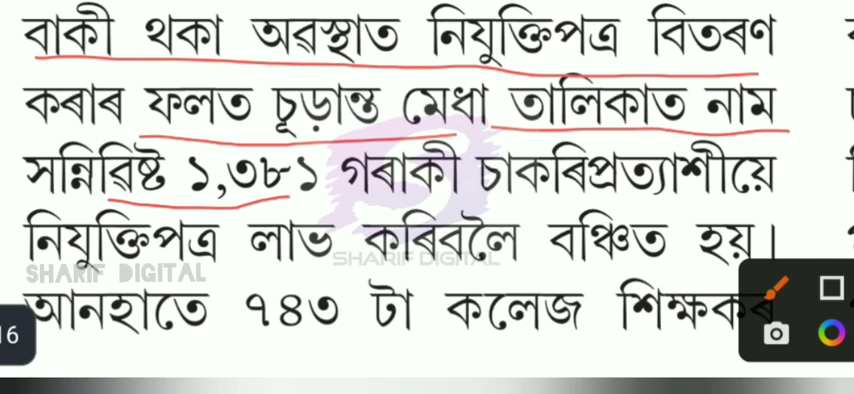 বাকী থকা অৱস্থাত নিযুক্তিপত্ৰ বিতৰণ
কৰাৰ ফলত চূড়ান্ত মেধা তালিকাত নাম
সন্নিৱিষ্ট ১,৩৮১ গৰাকী চাকৰিপ্ৰত্যাশীয়ে
নিযুক্তিপত্ৰ লাভ কৰিবলৈ বঞ্চিত হয়।
SHARIF DIGITAL
SHARIF DIGITAL
আনহাতে ৭৪৩ টা কলেজ শিক্ষকৰ
16